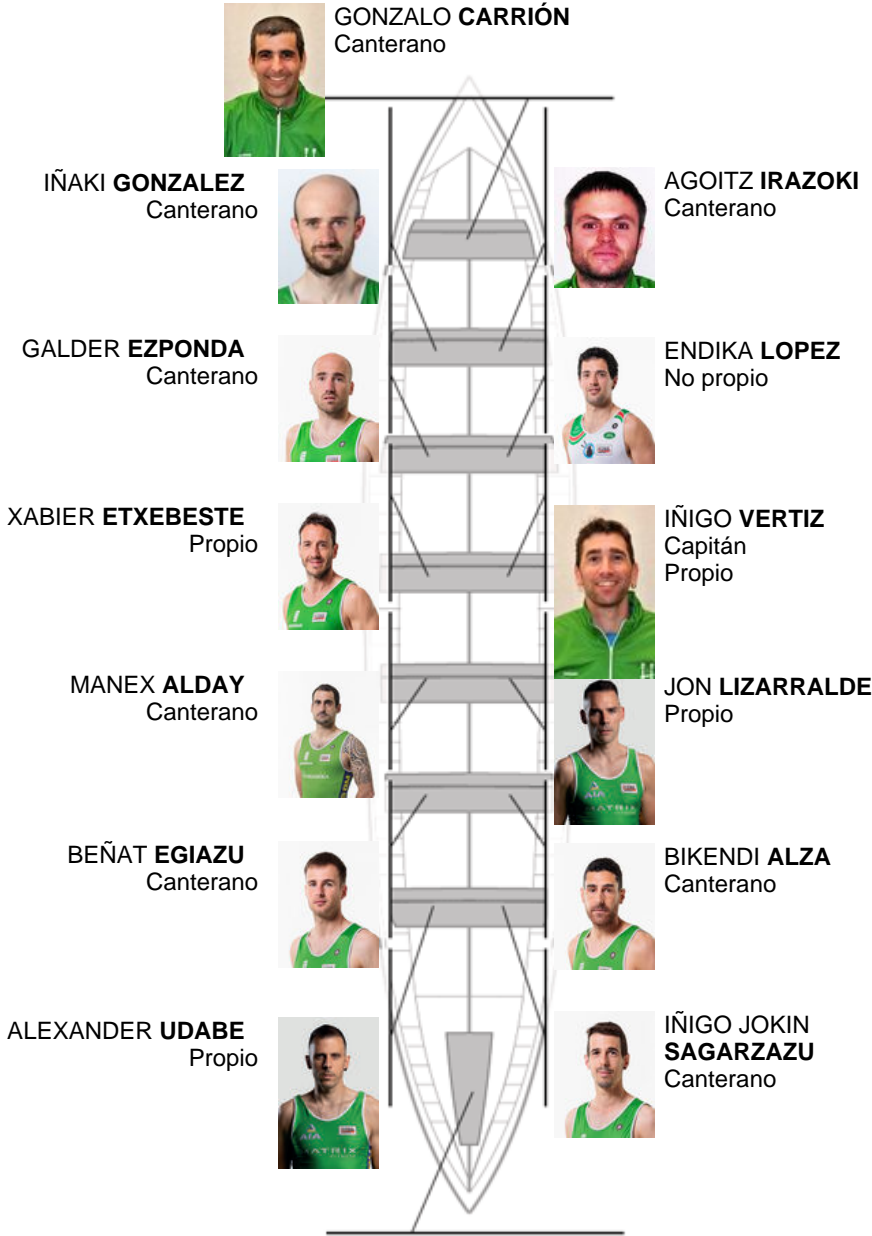 GONZALO CARRIÓN
Canterano
IÑAKI GONZALEZ
Canterano
AGOITZ IRAZOKI
Canterano
GALDER EZPONDA
Canterano
ENDIKA LOPEZ
No propio
XABIER ETXEBESTE
Propio
IÑIGO VERTIZ
Capitán
Propio
MANEX ALDAY
Canterano
JON LIZARRALDE
Propio
MATRIX
BEÑAT EGIAZU
Canterano
BIKENDI ALZA
Canterano
ALEXANDER UDABE
Propio
MATRIX
IÑIGO JOKIN
SAGARZAZU
Canterano